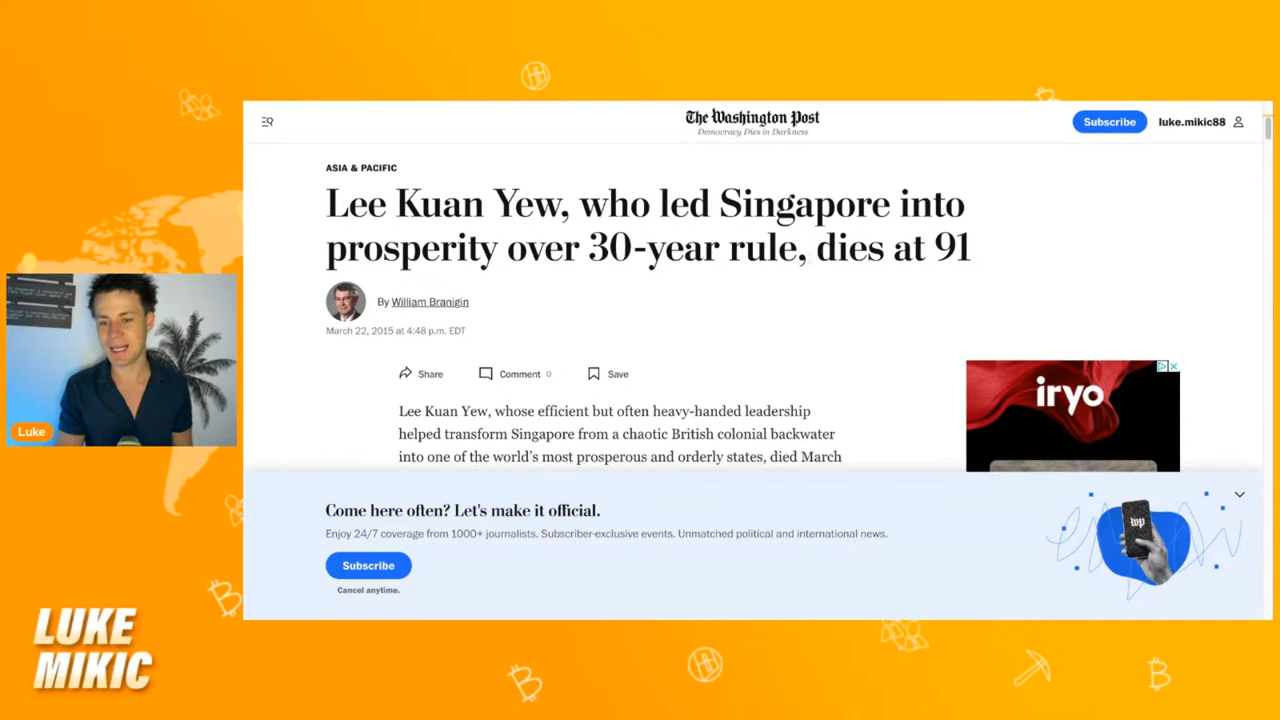 The Washington Post
Democracy Dies in Darkness
Subscribe
luke.mikic88
ASIA & PACIFIC
Lee Kuan Yew, who led Singapore into
prosperity over 30-year rule, dies at 91
By William Branigin
March 22, 2015 at 4:48 p.m. EDT
Share
Comment 0
Save
iryo
Lee Kuan Yew, whose efficient but often heavy-handed leadership
helped transform Singapore from a chaotic British colonial backwater
into one of the world's most prosperous and orderly states, died March
Luke
Come here often? Let's make it official.
Enjoy 24/7 coverage from 1000+ journalists. Subscriber-exclusive events. Unmatched political and international news.
wp
Subscribe
Cancel anytime.
LUKE
MIKIC